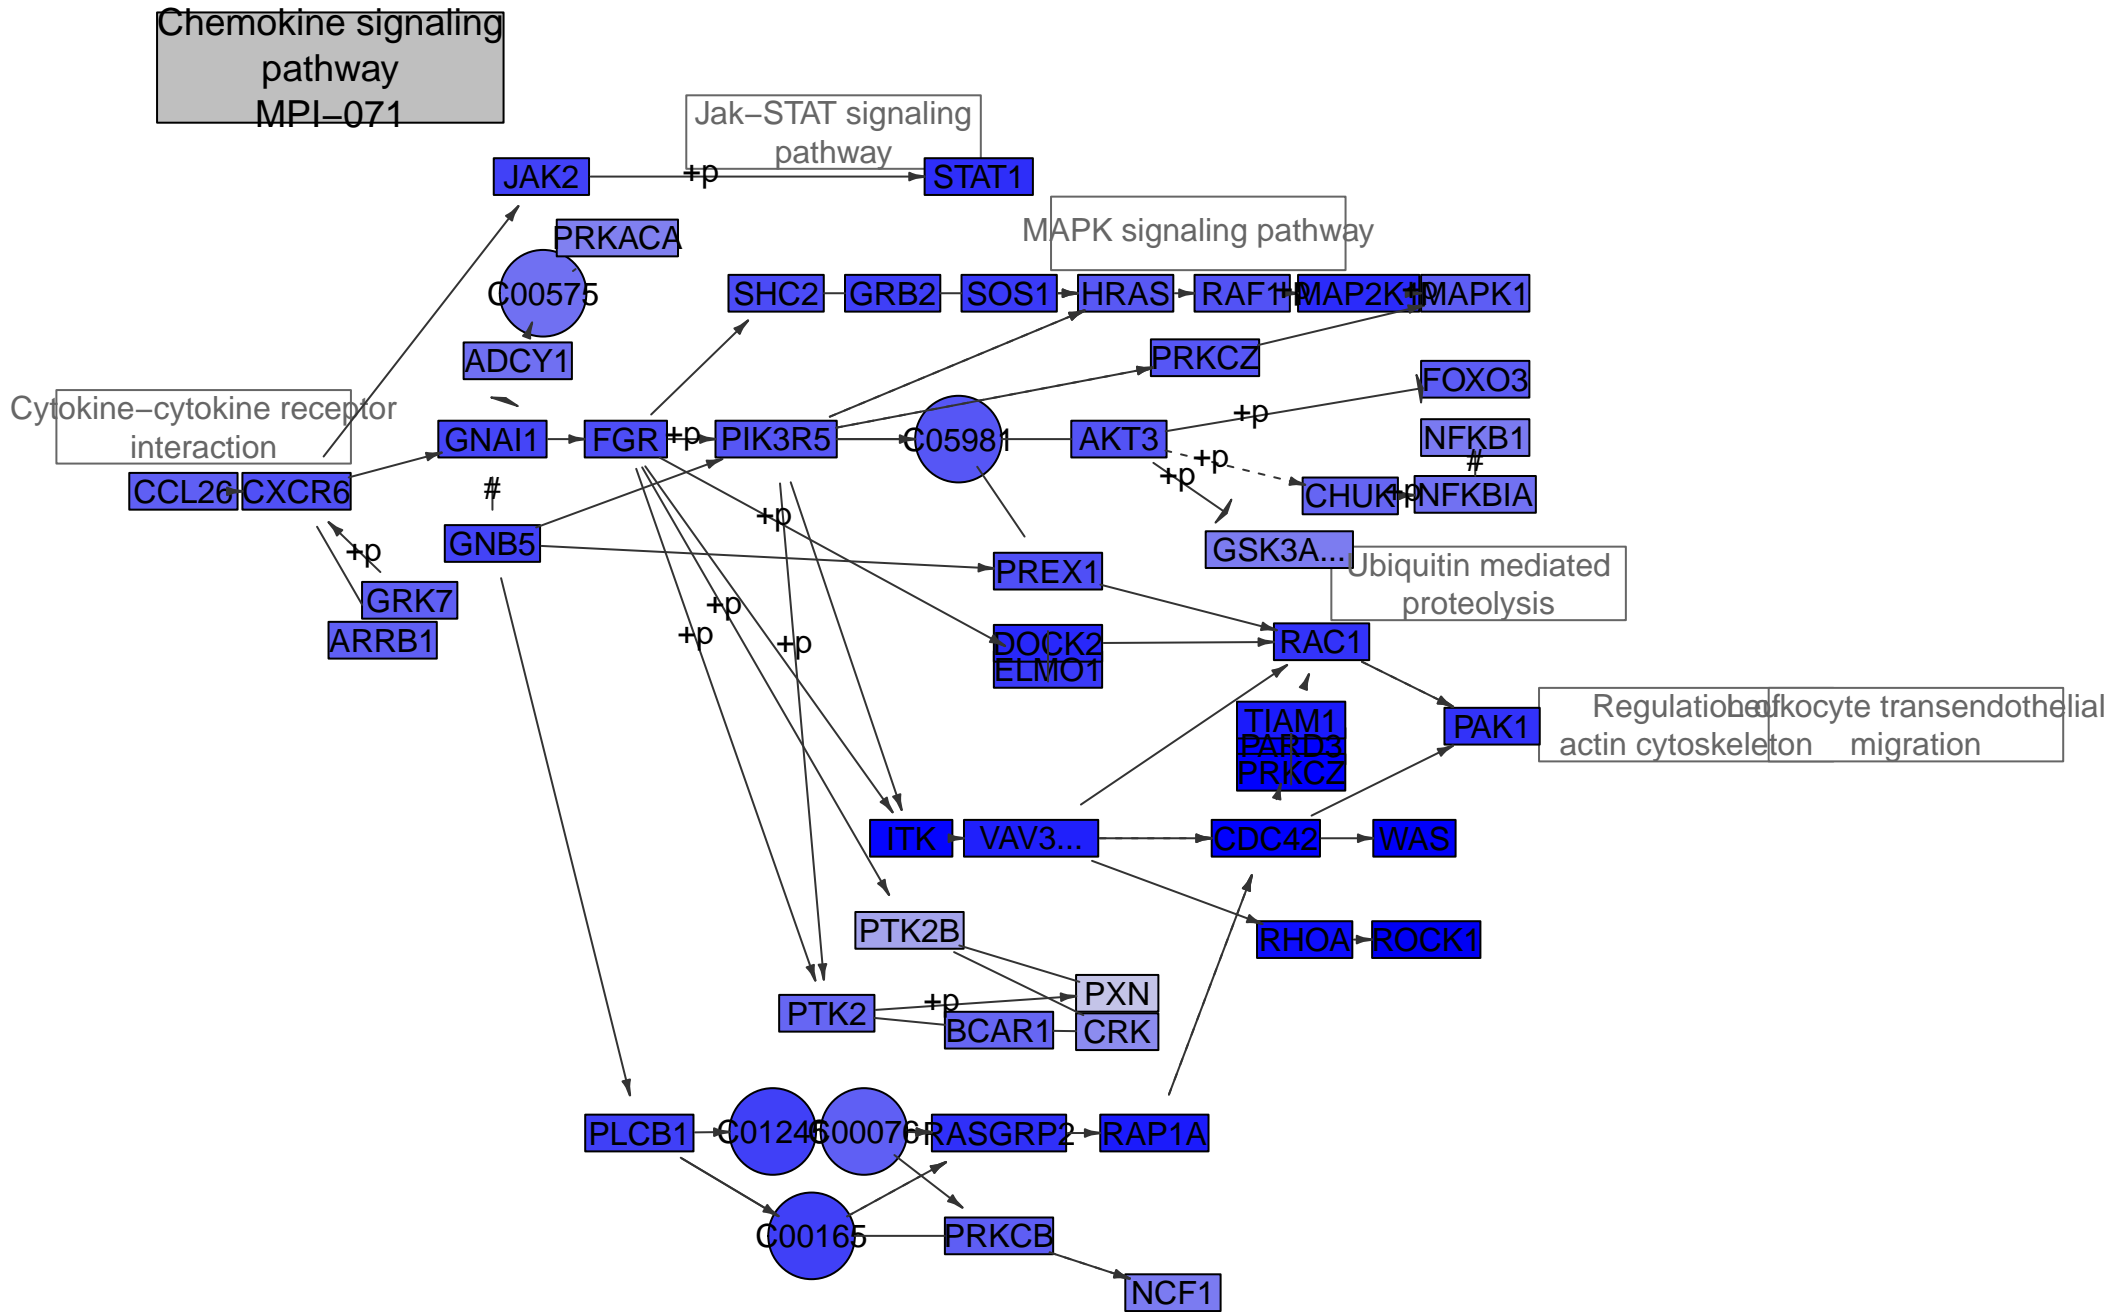 Chemokine signaling
pathway
MPI−071
Jak−STAT signaling
pathway
JAK2
+p
STAT1
PRKACA
MAPK signaling pathway
C00575
SHC2
GRB2
SOS1
HRAS
RAF1
+p
MAP2K1
+p
MAPK1
ADCY1
PRKCZ
FOXO3
Cytokine−cytokine receptor
interaction
+p
GNAI1
FGR
+p
PIK3R5
C05981
AKT3
NFKB1
+p
#
+p
CCL26
CXCR6
#
CHUK
+p
NFKBIA
+p
GNB5
+p
GSK3A...
PREX1
Ubiquitin mediated
proteolysis
GRK7
+p
ARRB1
+p
+p
DOCK2
RAC1
ELMO1
TIAM1
PARD3
PRKCZ
PAK1
Regulation of
actin cytoskeleton
Leukocyte transendothelial
migration
ITK
VAV3...
CDC42
WAS
PTK2B
RHOA
ROCK1
PXN
+p
PTK2
BCAR1
CRK
PLCB1
C01245
C00076
RASGRP2
RAP1A
C00165
PRKCB
NCF1